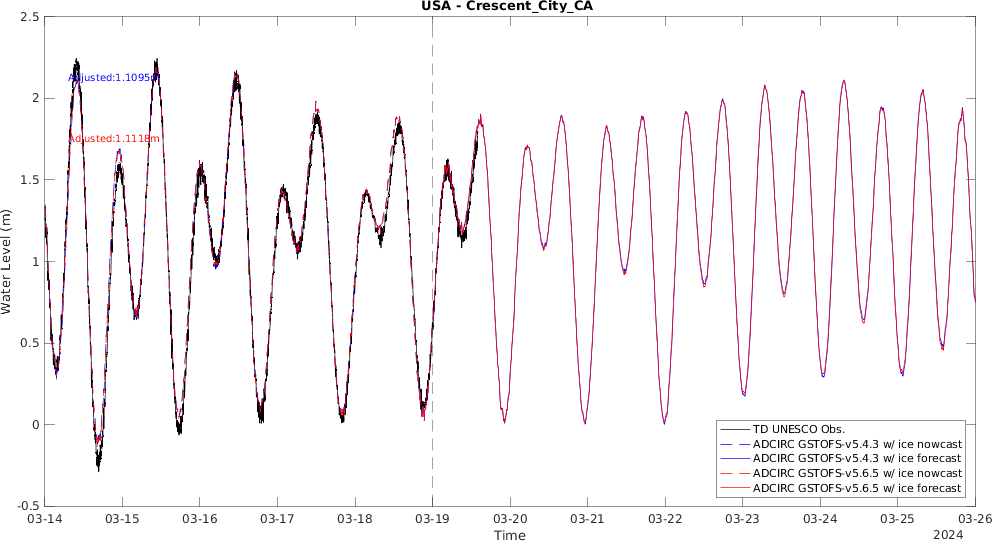 USA - Crescent_City_CA
2.5
2
1.5
1
0.5
0
-0.5
Water Level (m)
Adjusted:1.1095m
Adjusted:1.1118m
TD UNESCO Obs.
ADCIRC GSTOFS-v5.4.3 w/ ice nowcast
ADCIRC GSTOFS-v5.4.3 w/ ice forecast
ADCIRC GSTOFS-v5.6.5 w/ ice nowcast
ADCIRC GSTOFS-v5.6.5 w/ ice forecast
03-14 03-15 03-16 03-17 03-18 03-19 03-20 03-21 03-22 03-23 03-24 03-25 03-26
Time
2024